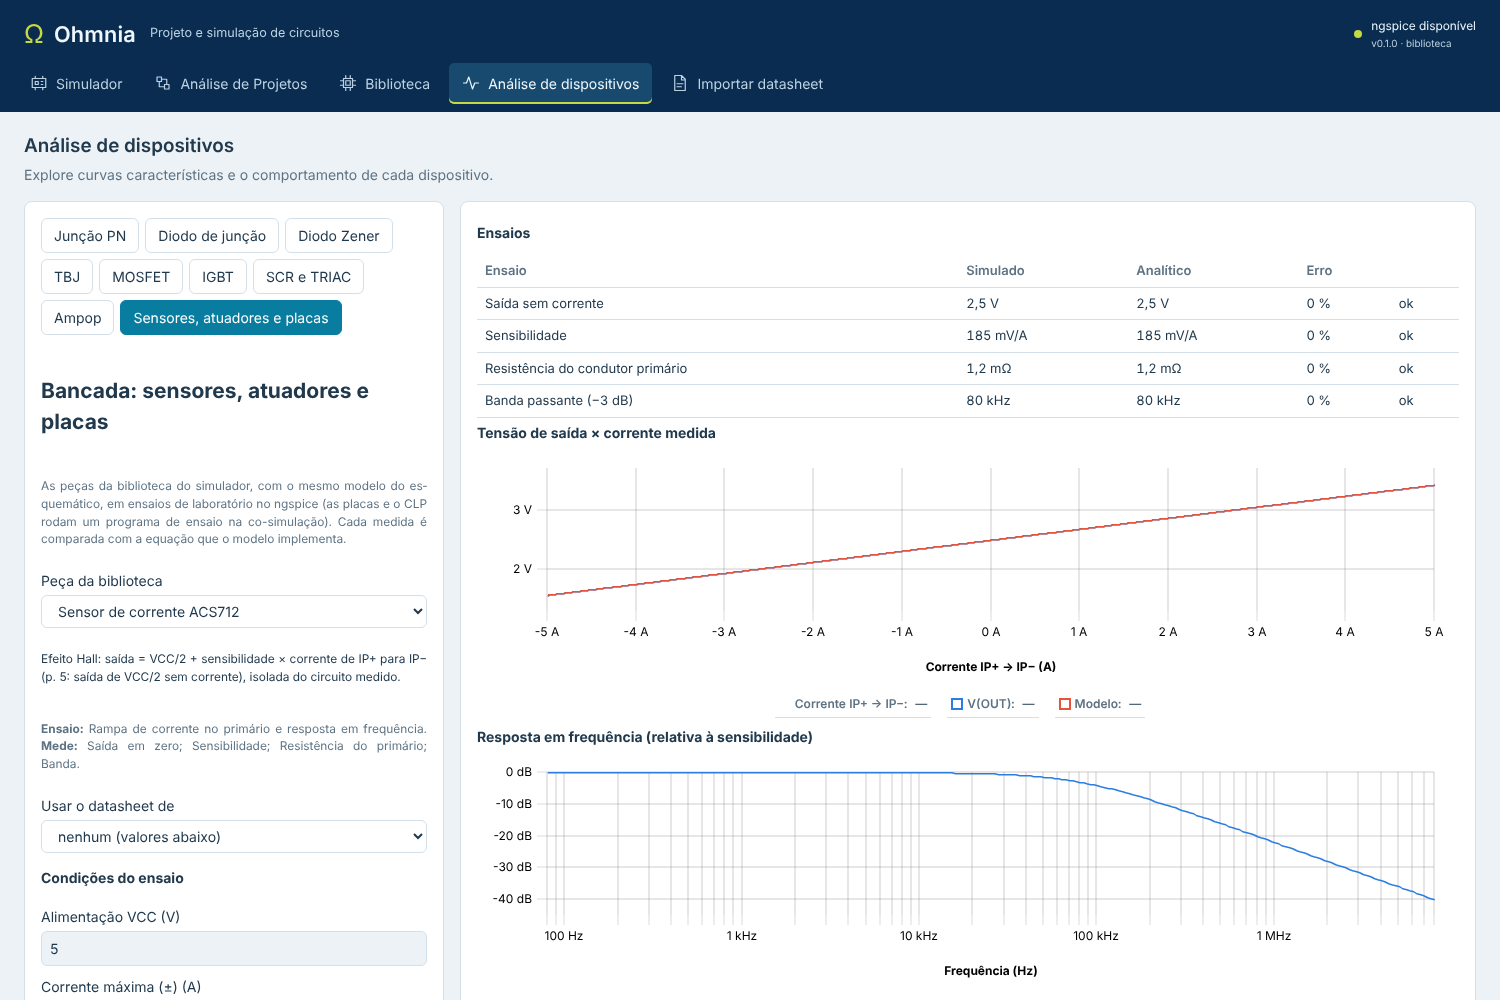 Ω Ohmnia
Projeto e simulação de circuitos
ngspice disponível
v0.1.0 · biblioteca
Simulador
Análise de Projetos
Biblioteca
Análise de dispositivos
Importar datasheet
Análise de dispositivos
Explore curvas características e o comportamento de cada dispositivo.
Junção PN
Diodo de junção
Diodo Zener
TBJ
MOSFET
IGBT
SCR e TRIAC
Ampop
Sensores, atuadores e placas
Bancada: sensores, atuadores e
placas
As peças da biblioteca do simulador, com o mesmo modelo do es-
quemático, em ensaios de laboratório no ngspice (as placas e o CLP
rodam um programa de ensaio na co-simulação). Cada medida é
comparada com a equação que o modelo implementa.
Peça da biblioteca
Sensor de corrente ACS712
Efeito Hall: saída = VCC/2 + sensibilidade × corrente de IP+ para IP−
(p. 5: saída de VCC/2 sem corrente), isolada do circuito medido.
Ensaio: Rampa de corrente no primário e resposta em frequência.
Mede: Saída em zero; Sensibilidade; Resistência do primário;
Banda.
Usar o datasheet de
nenhum (valores abaixo)
Condições do ensaio
Alimentação VCC (V)
5
Corrente máxima (±) (A)
Ensaios
Ensaio Simulado Analítico Erro
Saída sem corrente 2,5 V 2,5 V 0 % ok
Sensibilidade 185 mV/A 185 mV/A 0 % ok
Resistência do condutor primário 1,2 mΩ 1,2 mΩ 0 % ok
Banda passante (−3 dB) 80 kHz 80 kHz 0 % ok
Tensão de saída × corrente medida
3 V
2 V
-5 A -4 A -3 A -2 A -1 A 0 A 1 A 2 A 3 A 4 A 5 A
Corrente IP+ → IP− (A)
Corrente IP+ → IP−: — V(OUT): — Modelo: —
Resposta em frequência (relativa à sensibilidade)
0 dB
-10 dB
-20 dB
-30 dB
-40 dB
100 Hz 1 kHz 10 kHz 100 kHz 1 MHz
Frequência (Hz)